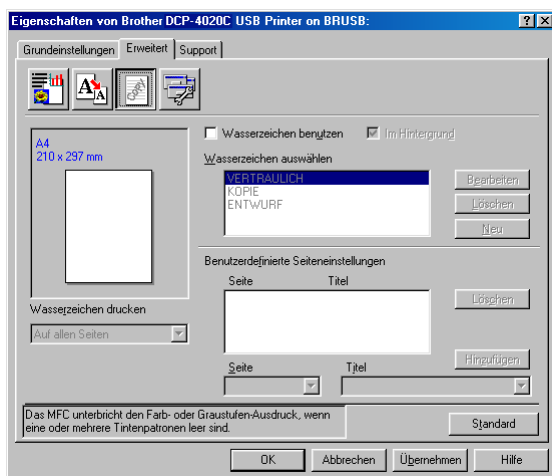 Eigenschaften von Brother DCP-4020C USB Printer on BRUSB:
Grundeinstellungen Erweitert Support
A4
210 x 297 mm
Wasserzeichen drucken
Auf allen Seiten
Wasserzeichen benutzen Im Hintergrund
Wasserzeichen auswählen
VERTRAULICH
KOPIE
ENTWURF
Bearbeiten
Löschen
Neu
Benutzerdefinierte Seiteneinstellungen
Seite Titel
Löschen
Hinzufügen
Seite Titel
Das MFC unterbricht den Farb- oder Graustufen-Ausdruck, wenn
eine oder mehrere Tintenpatronen leer sind.
Standard
OK Abbrechen Übernehmen Hilfe